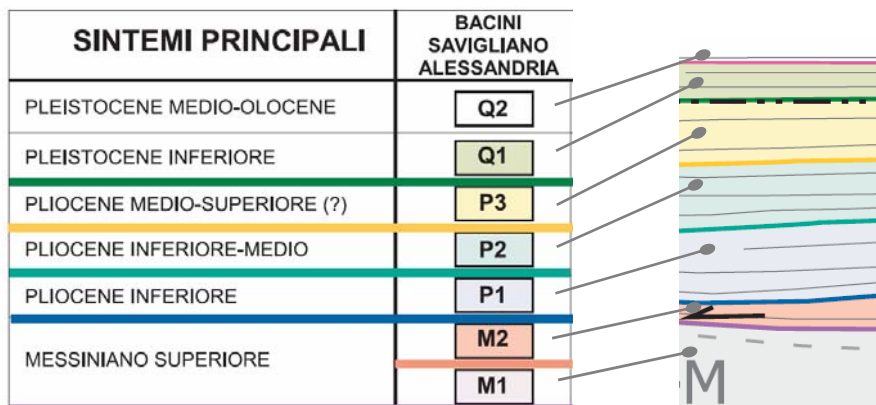 SINTEMI PRINCIPALI
BACINI
SAVIGLIANO
ALESSANDRIA
PLEISTOCENE MEDIO-OLOCENE
Q2
PLEISTOCENE INFERIORE
Q1
PLIOCENE MEDIO-SUPERIORE (?)
P3
PLIOCENE INFERIORE-MEDIO
P2
PLIOCENE INFERIORE
P1
MESSINIANO SUPERIORE
M2
M1
M